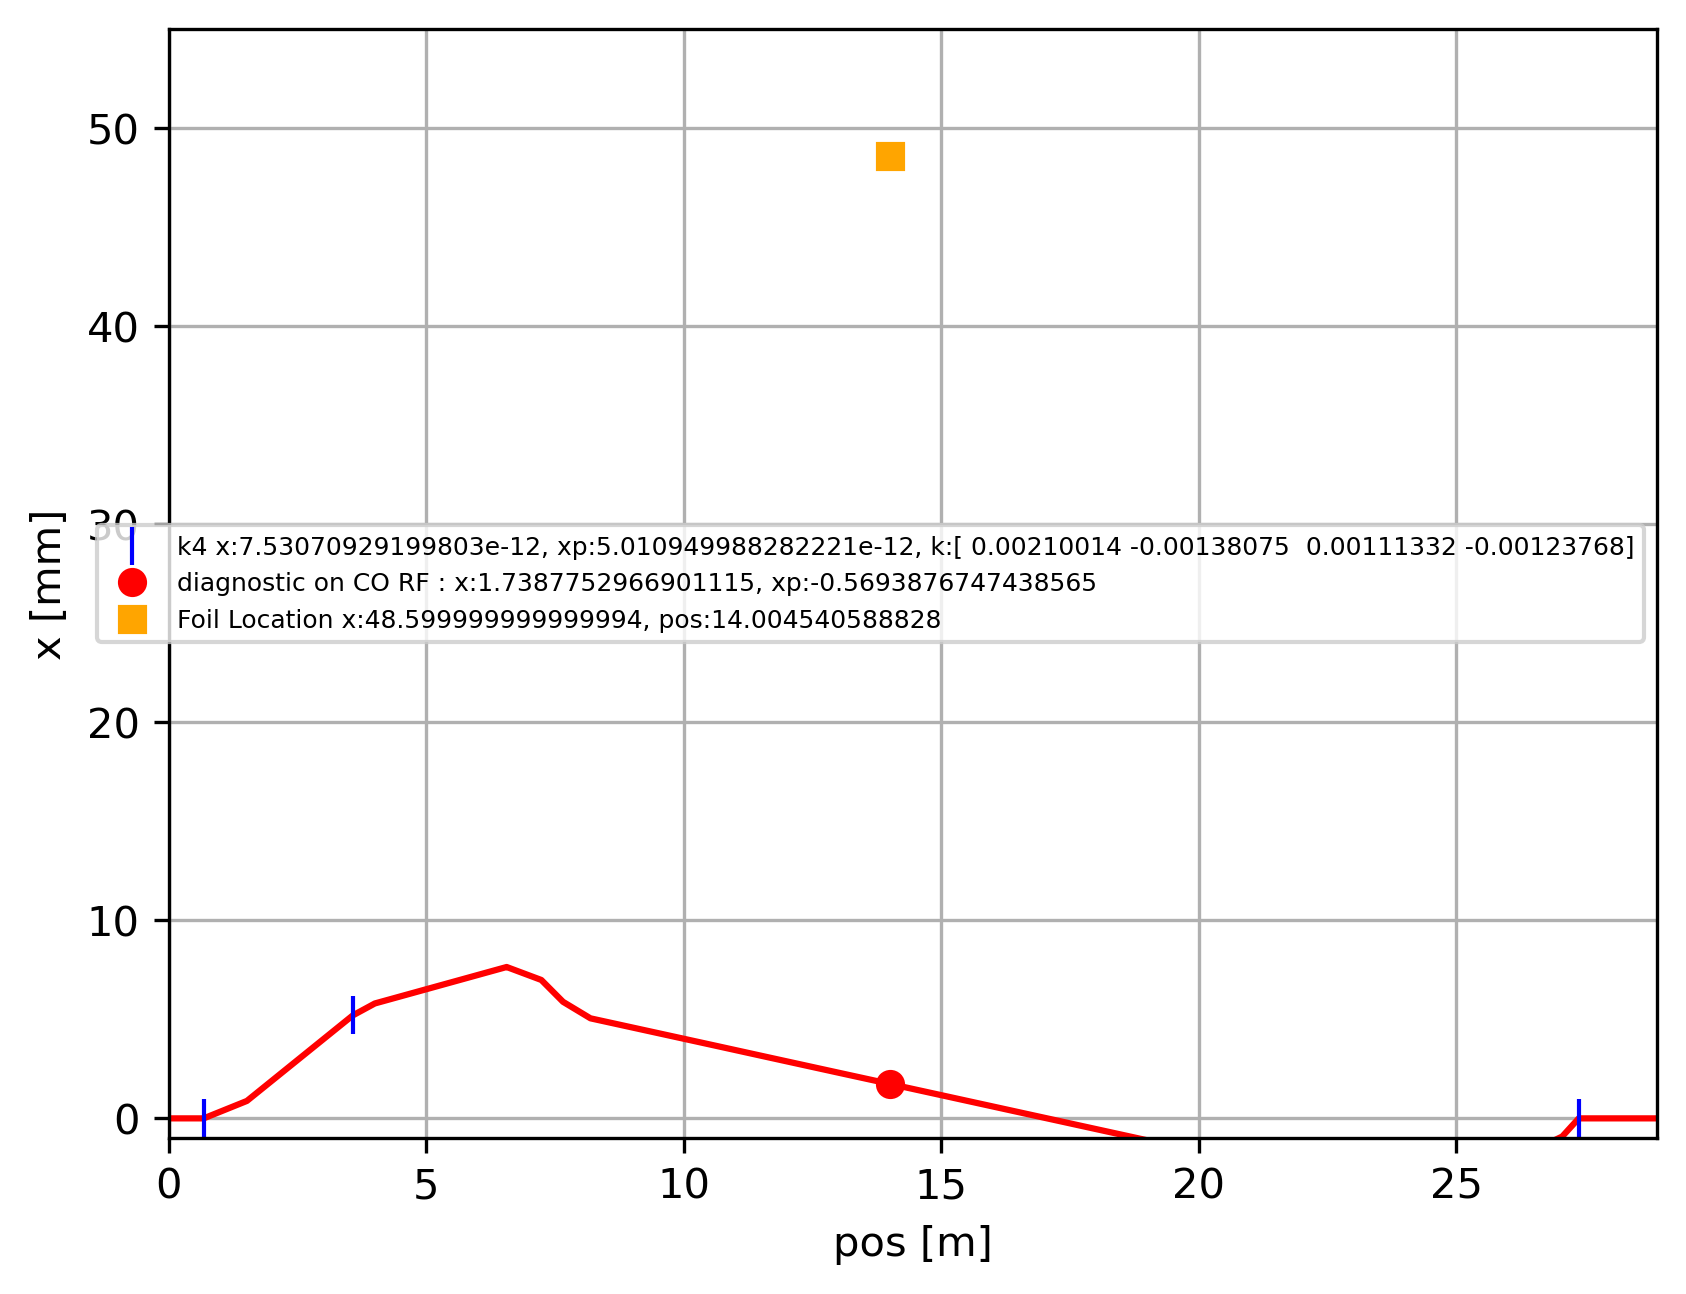 50
40
30
20
10
0
x [mm]
k4 x:7.53070929199803e-12, xp:5.010949988282221e-12, k:[ 0.00210014 -0.00138075  0.00111332 -0.00123768]
diagnostic on CO RF : x:1.7387752966901115, xp:-0.5693876747438565
Foil Location x:48.599999999999994, pos:14.004540588828
0 5 10 15 20 25
pos [m]